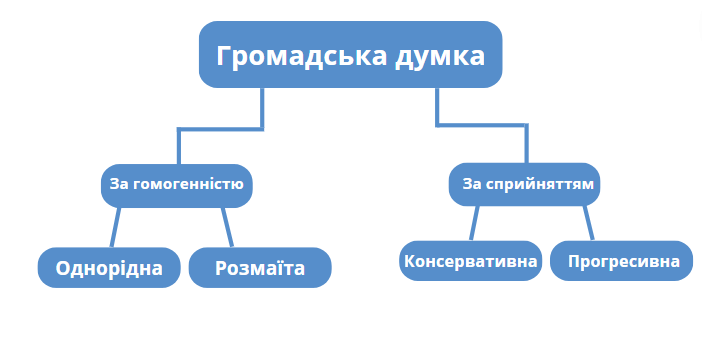 Громадська думка
За гомогенністю
За сприйняттям
Однорідна
Розмаїта
Консервативна
Прогресивна